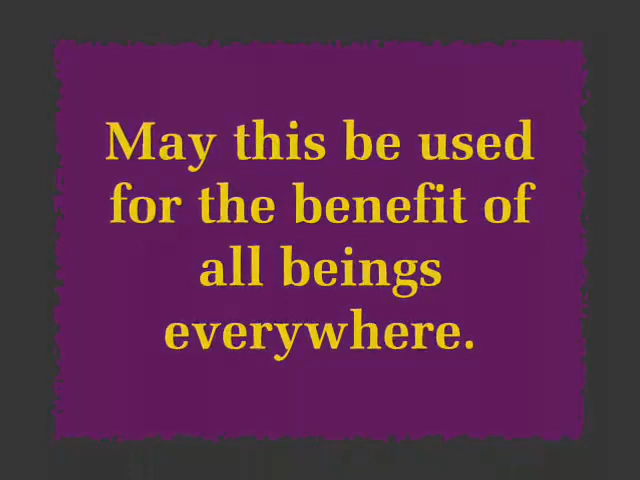 May this be used
for the benefit of
all beings
everywhere.